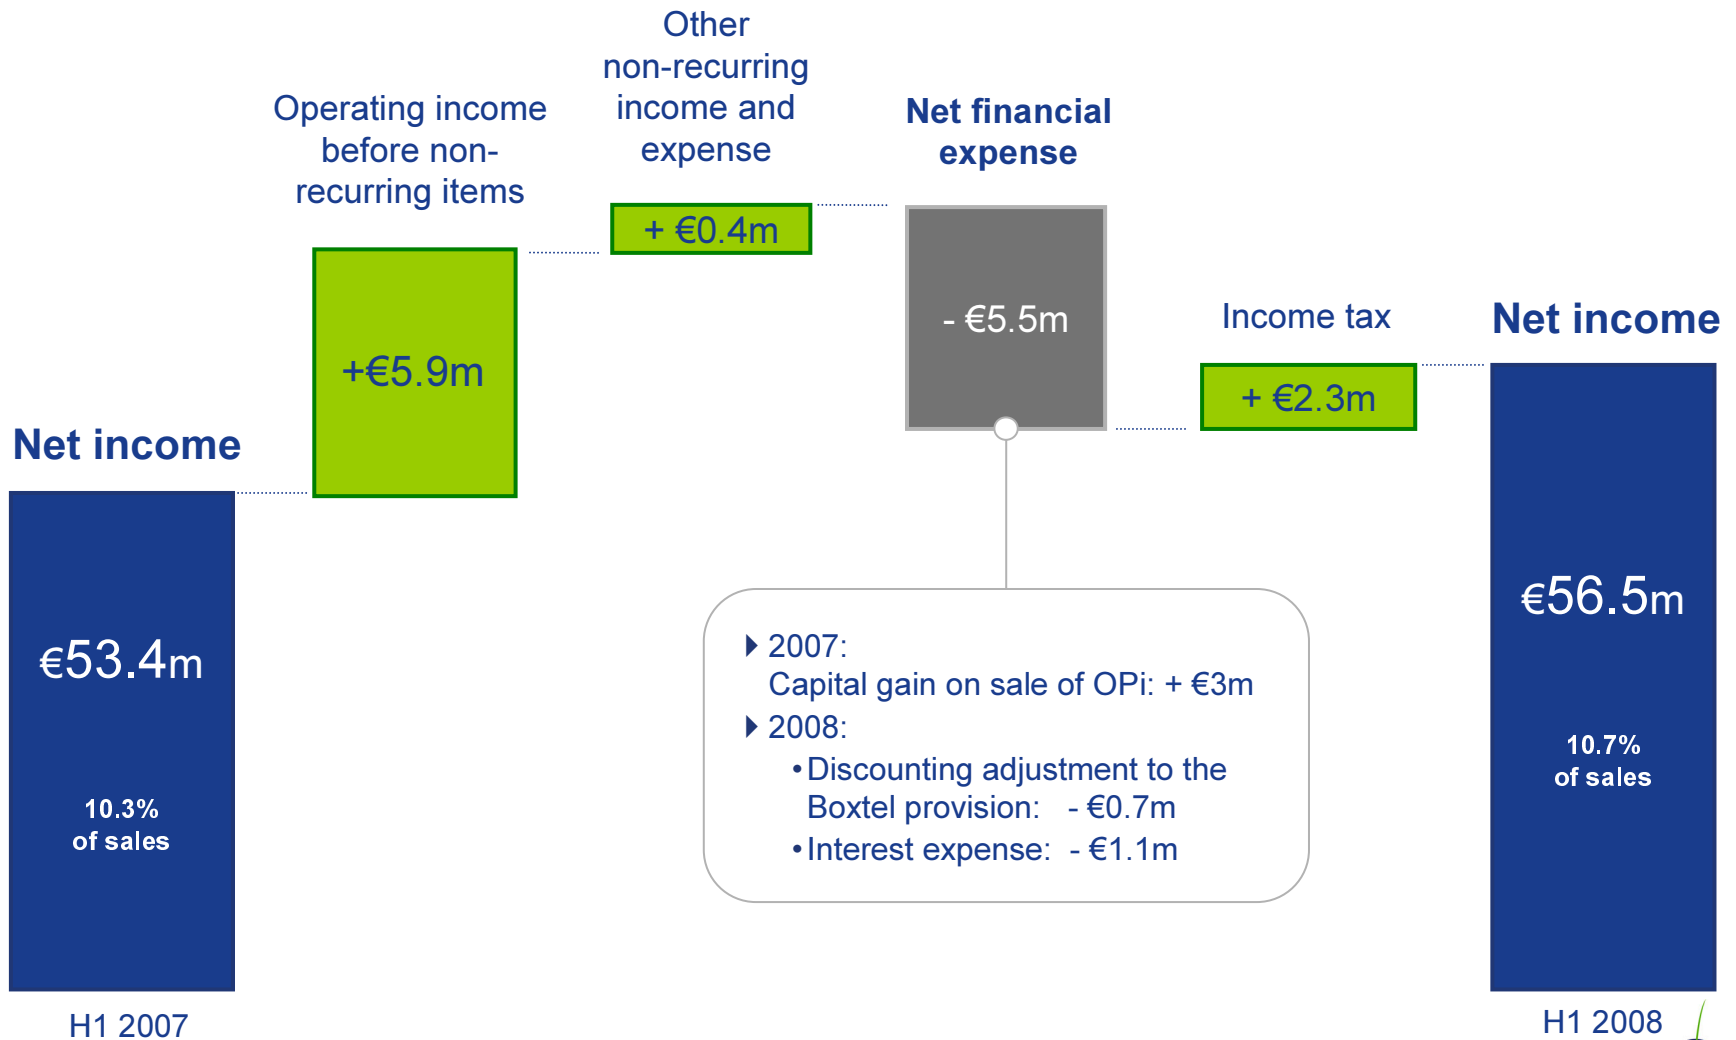 Other
non-recurring
income and
expense
Operating income
before non-
recurring items
Net financial
expense
+ €0.4m
- €5.5m
Income tax
Net income
+€5.9m
+ €2.3m
Net income
€53.4m
10.3%
of sales
€56.5m
10.7%
of sales
2007:
Capital gain on sale of OPi: + €3m
2008:
•Discounting adjustment to the
Boxtel provision: - €0.7m
•Interest expense: - €1.1m
H1 2007
H1 2008